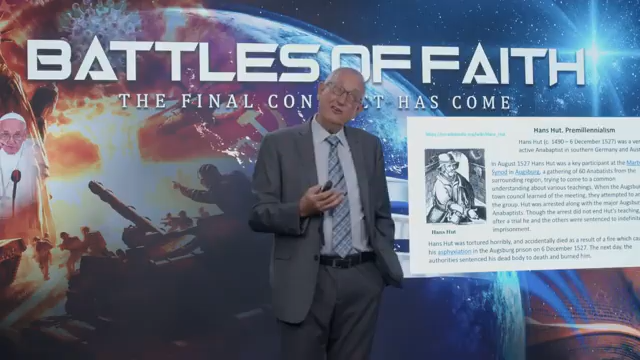 BATTLES OF FAITH
THE FINAL CONFLICT HAS COME
Hans Hut. Premillennialism
Hans Hut (c. 1490 – 6 December 1527) was a very
active Anabaptist in southern Germany and Aust
In August 1527 Hans Hut was a key participant at the Mart
Synod in Augsburg, a gathering of 60 Anabaptists from the
surrounding region, trying to come to a common
understanding about various teachings. When the Augsbu
town council learned of the meeting, they attempted to ar
the group. Hut was arrested along with the major Augsbu
Anabaptists. Though the arrest did not end Hut's teaching
after a trial he and the others were sentenced to indefinite
imprisonment.
Hans Hut
Hans Hut was tortured horribly, and accidentally died as a result of a fire which cau
his asphyxiation in the Augsburg prison on 6 December 1527. The next day, the
authorities sentenced his dead body to death and burned him.